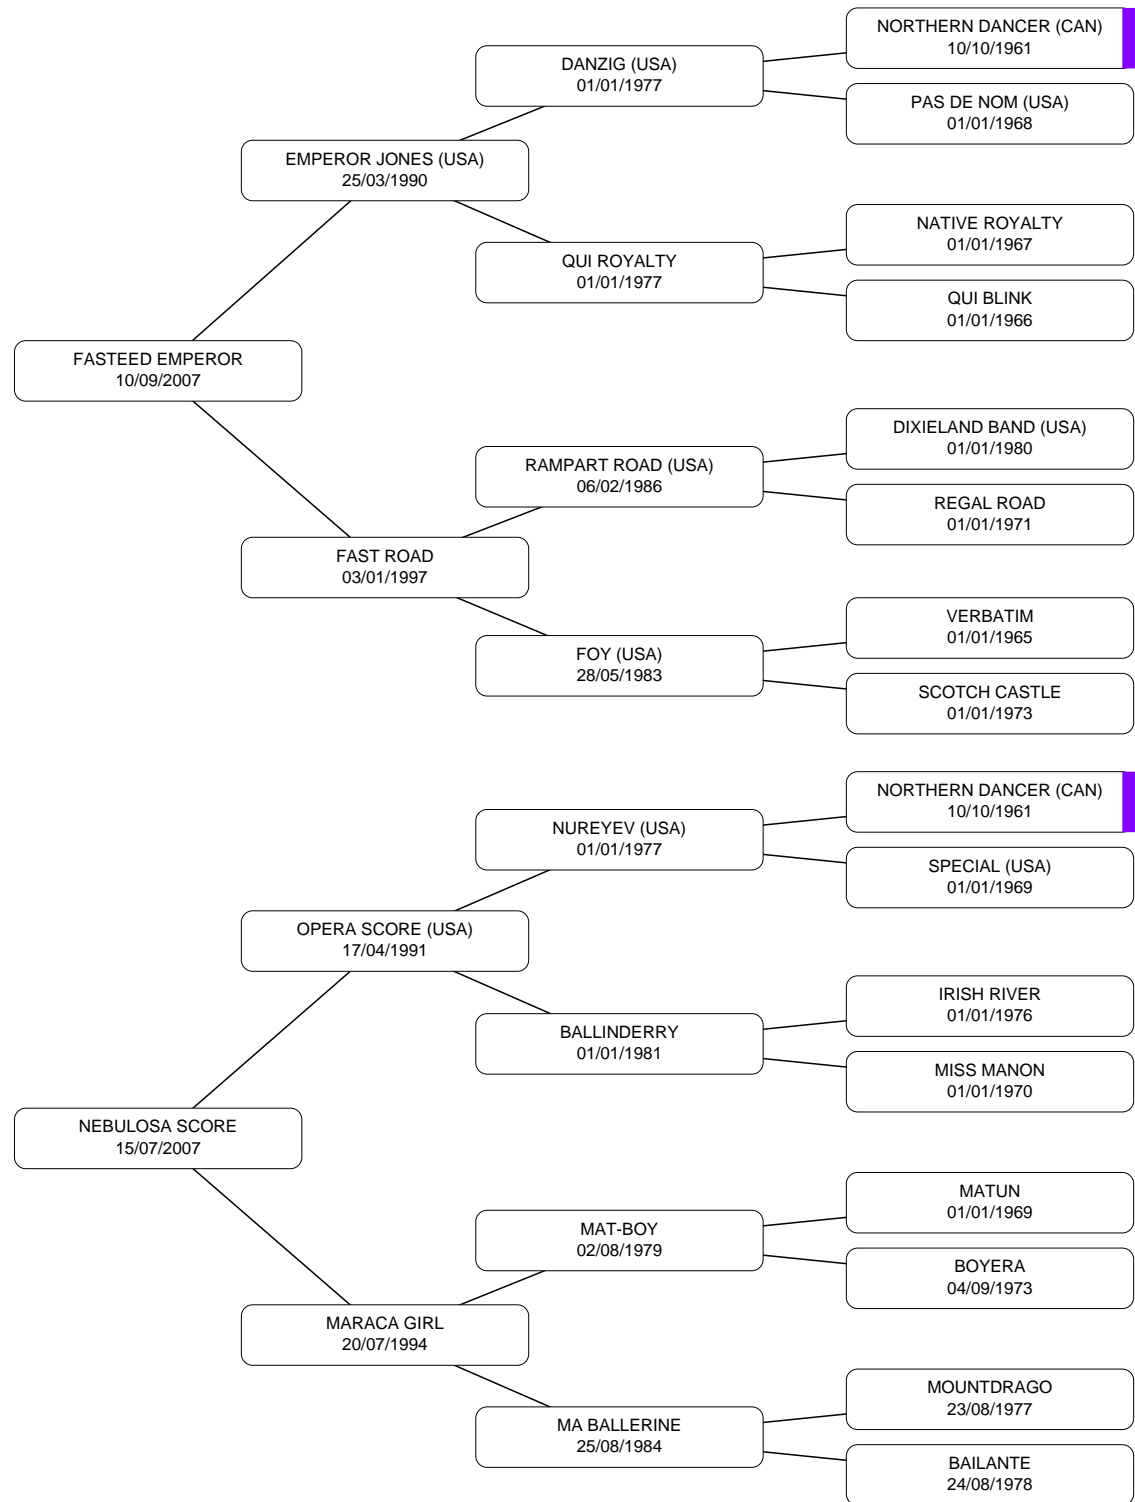 NORTHERN DANCER (CAN)
10/10/1961
DANZIG (USA)
01/01/1977
PAS DE NOM (USA)
01/01/1968
EMPEROR JONES (USA)
25/03/1990
NATIVE ROYALTY
01/01/1967
QUI ROYALTY
01/01/1977
QUI BLINK
01/01/1966
FASTEED EMPEROR
10/09/2007
DIXIELAND BAND (USA)
01/01/1980
RAMPART ROAD (USA)
06/02/1986
REGAL ROAD
01/01/1971
FAST ROAD
03/01/1997
VERBATIM
01/01/1965
FOY (USA)
28/05/1983
SCOTCH CASTLE
01/01/1973
NORTHERN DANCER (CAN)
10/10/1961
NUREYEV (USA)
01/01/1977
SPECIAL (USA)
01/01/1969
OPERA SCORE (USA)
17/04/1991
IRISH RIVER
01/01/1976
BALLINDERRY
01/01/1981
MISS MANON
01/01/1970
NEBULOSA SCORE
15/07/2007
MATUN
01/01/1969
MAT-BOY
02/08/1979
BOYERA
04/09/1973
MARACA GIRL
20/07/1994
MOUNTDRAGO
23/08/1977
MA BALLERINE
25/08/1984
BAILANTE
24/08/1978